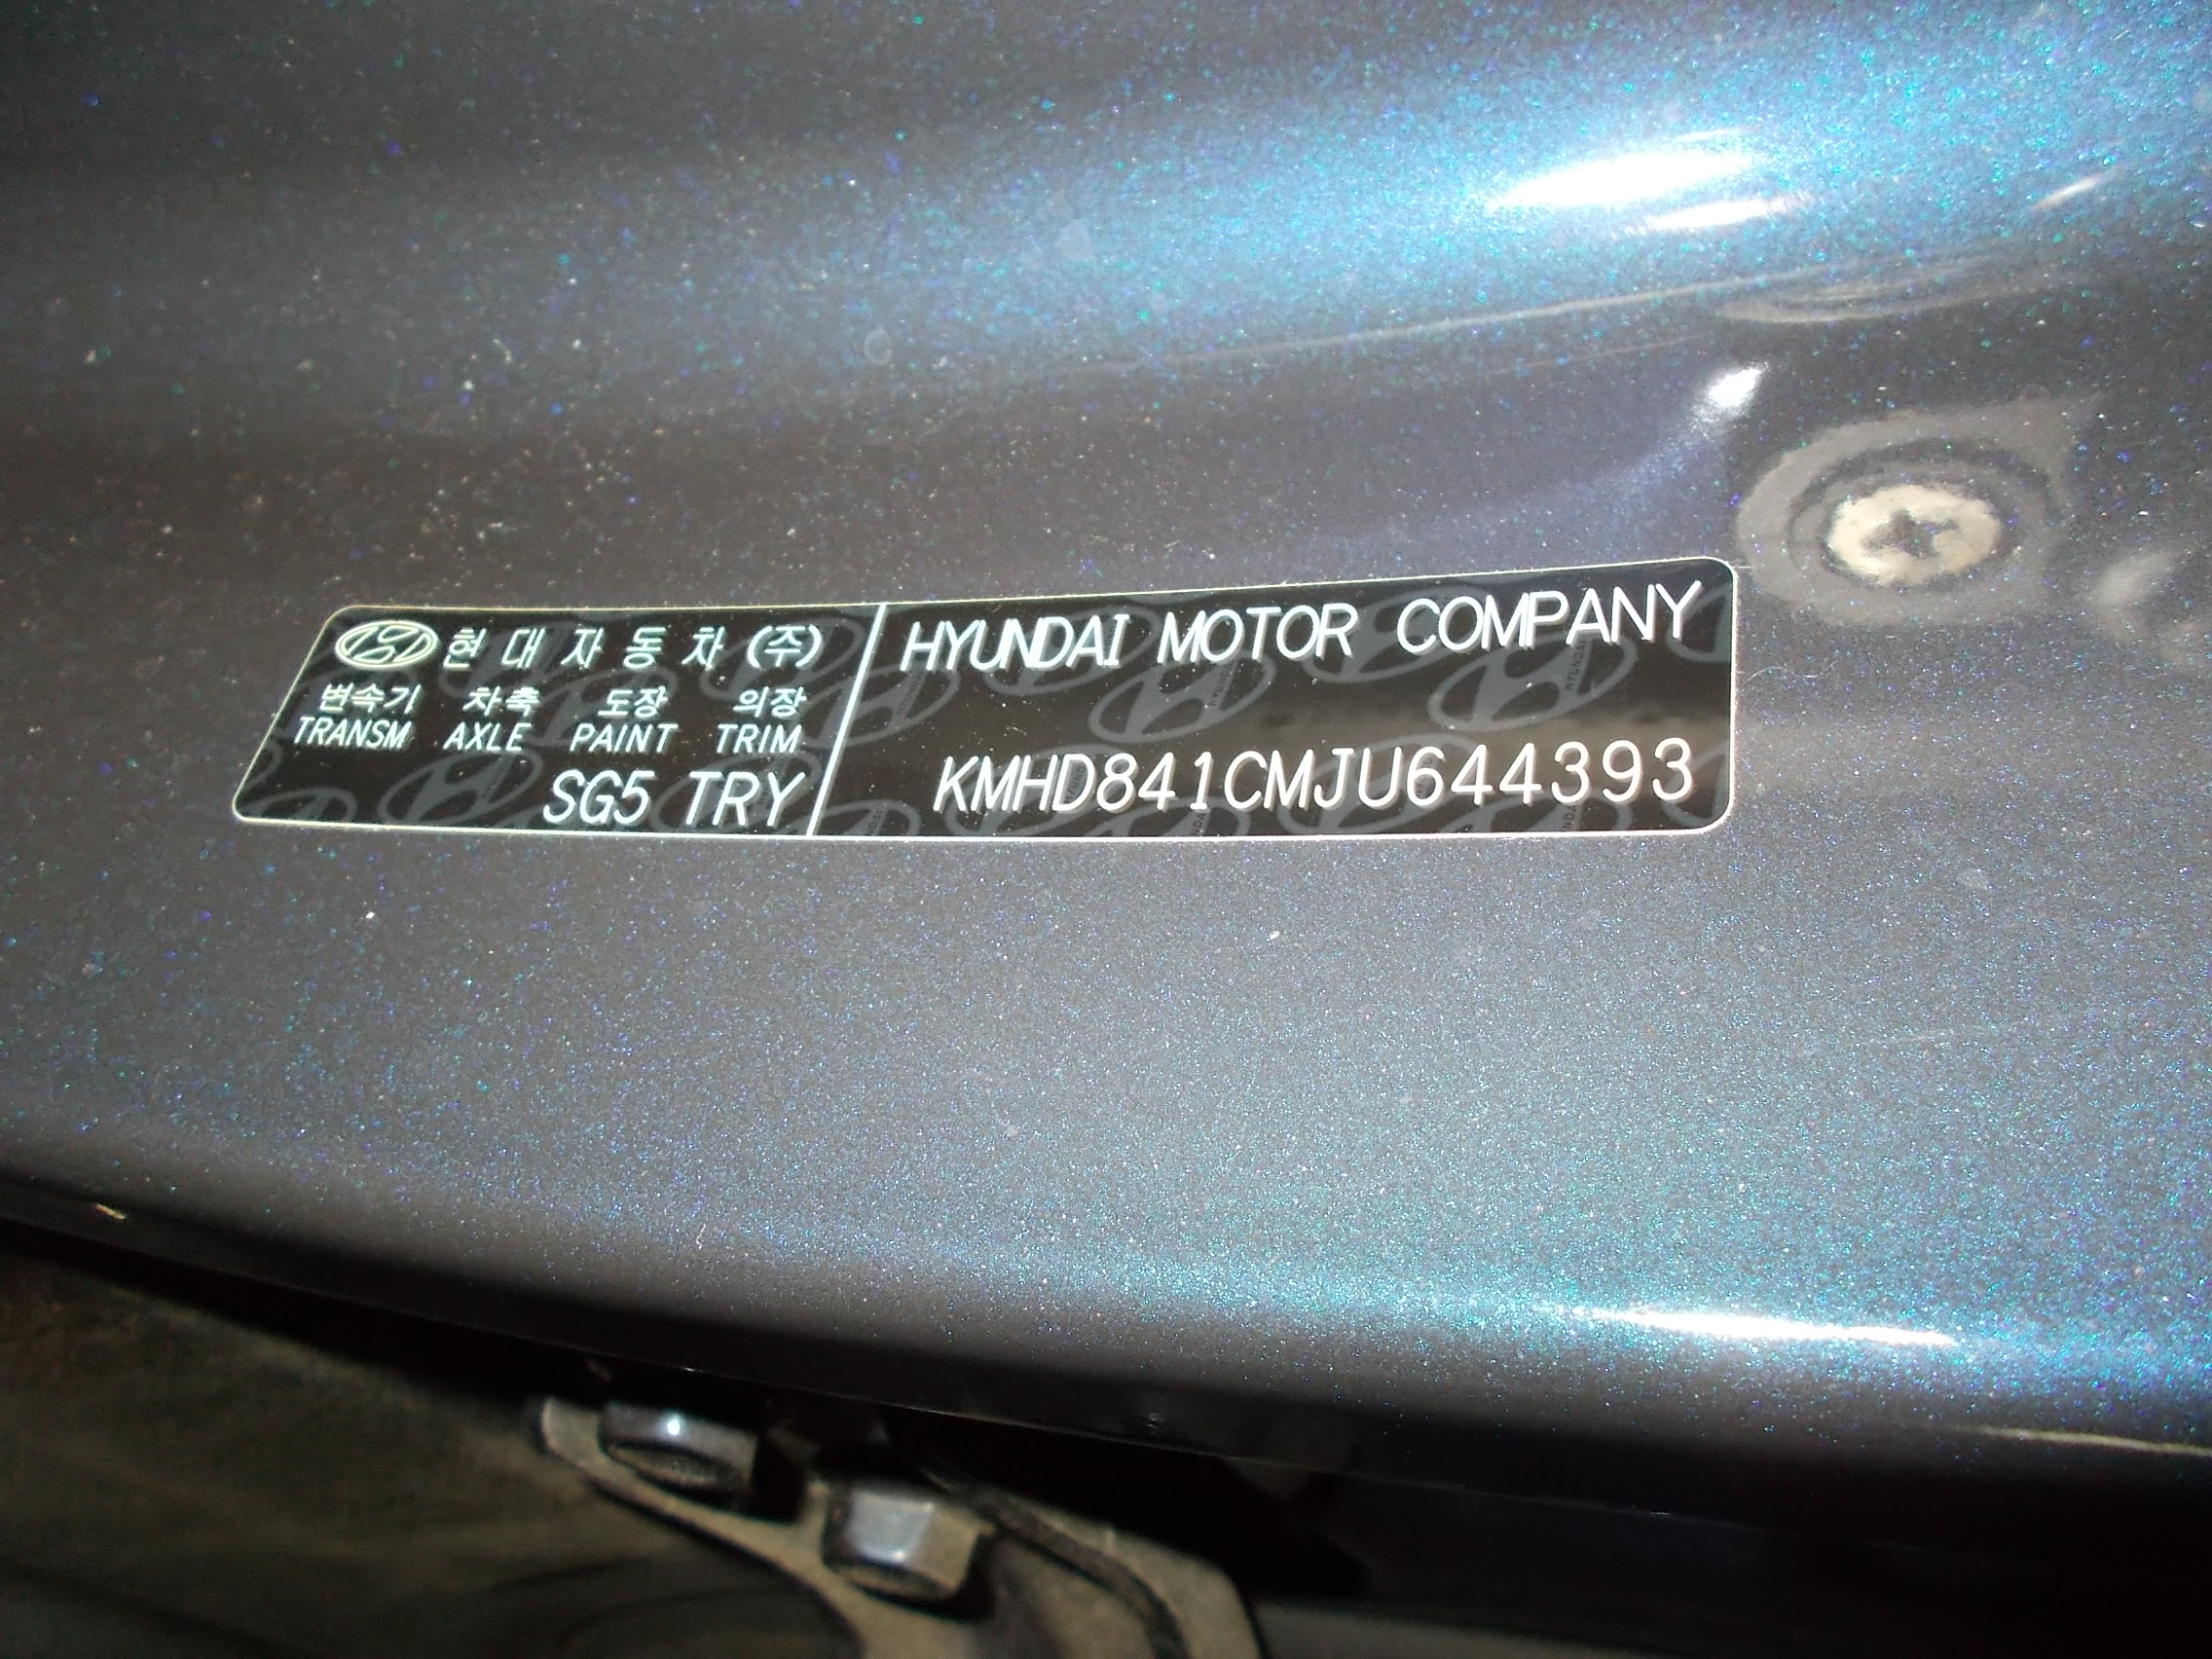 현대자동차(주)
변속기 차축 도장 의장
TRANSM AXLE PAINT TRIM
SG5 TRY
HYUNDAI MOTOR COMPANY
KMHD841CMJU644393